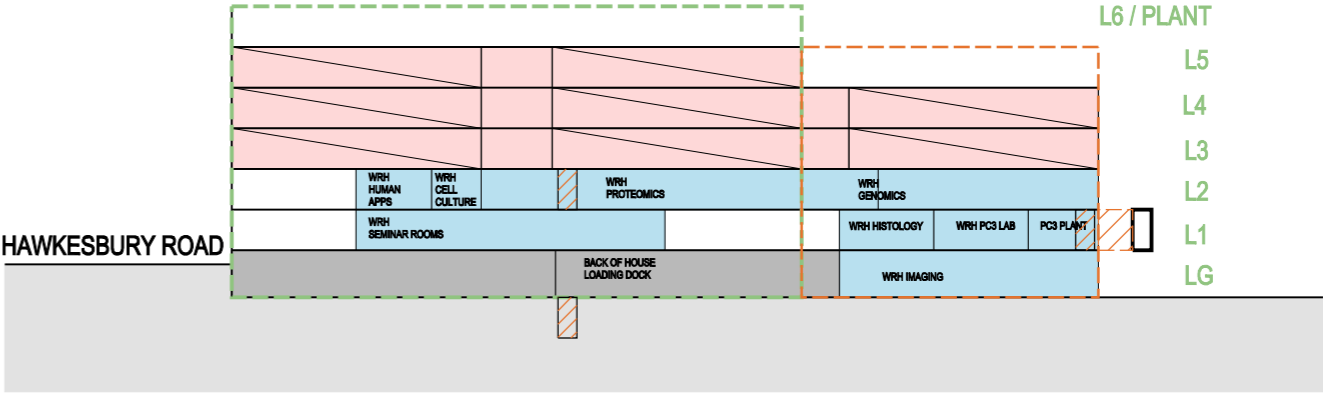 L6 / PLANT
L5
L4
L3
WRH
HUMAN
APPS
WRH
CELL
CULTURE
WRH
PROTEOMICS
WRH
GENOMICS
L2
WRH
SEMINAR ROOMS
WRH HISTOLOGY
WRH PC3 LAB
PC3 PLANT
L1
HAWKESBURY ROAD
BACK OF HOUSE
LOADING DOCK
WRH IMAGING
LG